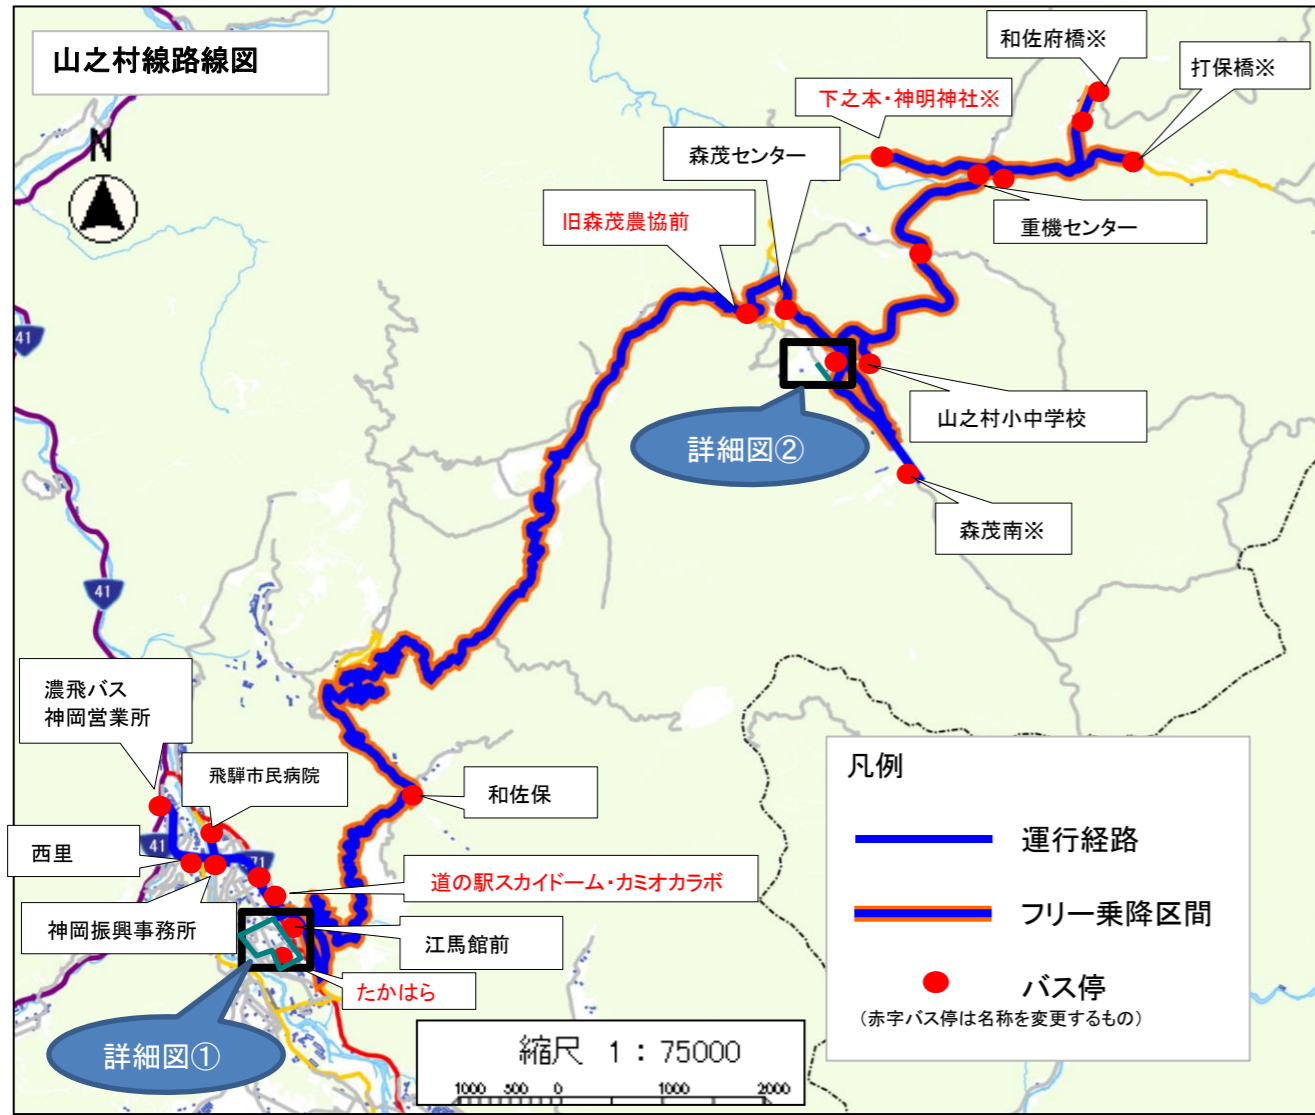 山之村線路線図
N
和佐府橋※
打保橋※
下之本・神明神社※
森茂センター
旧森茂農協前
重機センター
41
山之村小中学校
詳細図②
森茂南※
41
濃飛バス
神岡営業所
飛騨市民病院
和佐保
凡例
運行経路
フリー乗降区間
バス停
(赤字バス停は名称を変更するもの)
西里
41
71
道の駅スカイドーム・カミオカラボ
神岡振興事務所
江馬館前
たかはら
詳細図①
縮尺 1:75000
1000 500 0 1000 2000